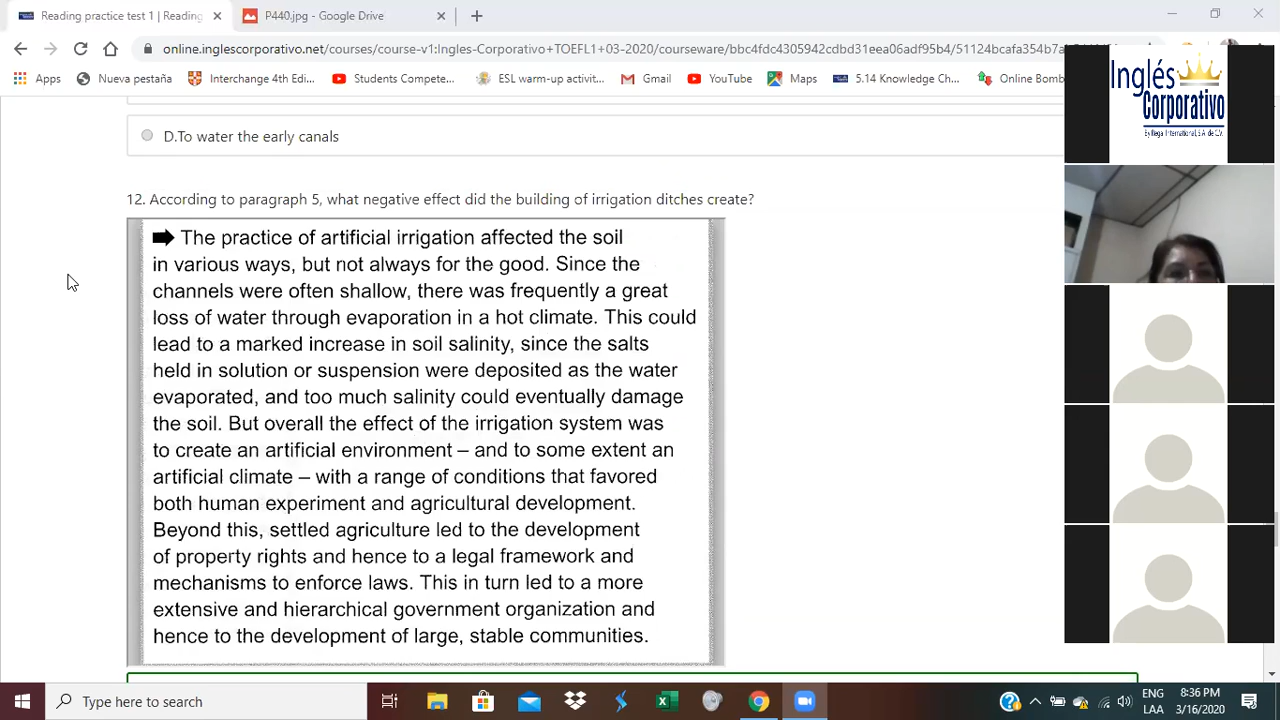 Reading practice test 1 | Reading
P440.jpg - Google Drive
online.inglescorporativo.net/courses/course-v1:Ingles-Corporativo+TOEFL1+03-2020/courseware/bbc4fdc4305942cdbd31eea06adf95b4/
Apps
Nueva pestaña
Interchange 4th Edi...
Students Compete...
ESL warm-up activit...
Gmail
YouTube
Maps
5.14 Knowledge Ch...
Online Bomb
Inglés
Corporativo
D.To water the early canals
12. According to paragraph 5, what negative effect did the building of irrigation ditches create?
The practice of artificial irrigation affected the soil
in various ways, but not always for the good. Since the
channels were often shallow, there was frequently a great
loss of water through evaporation in a hot climate. This could
lead to a marked increase in soil salinity, since the salts
held in solution or suspension were deposited as the water
evaporated, and too much salinity could eventually damage
the soil. But overall the effect of the irrigation system was
to create an artificial environment – and to some extent an
artificial climate – with a range of conditions that favored
both human experiment and agricultural development.
Beyond this, settled agriculture led to the development
of property rights and hence to a legal framework and
mechanisms to enforce laws. This in turn led to a more
extensive and hierarchical government organization and
hence to the development of large, stable communities.
Type here to search
ENG
LAA
8:36 PM
3/16/2020